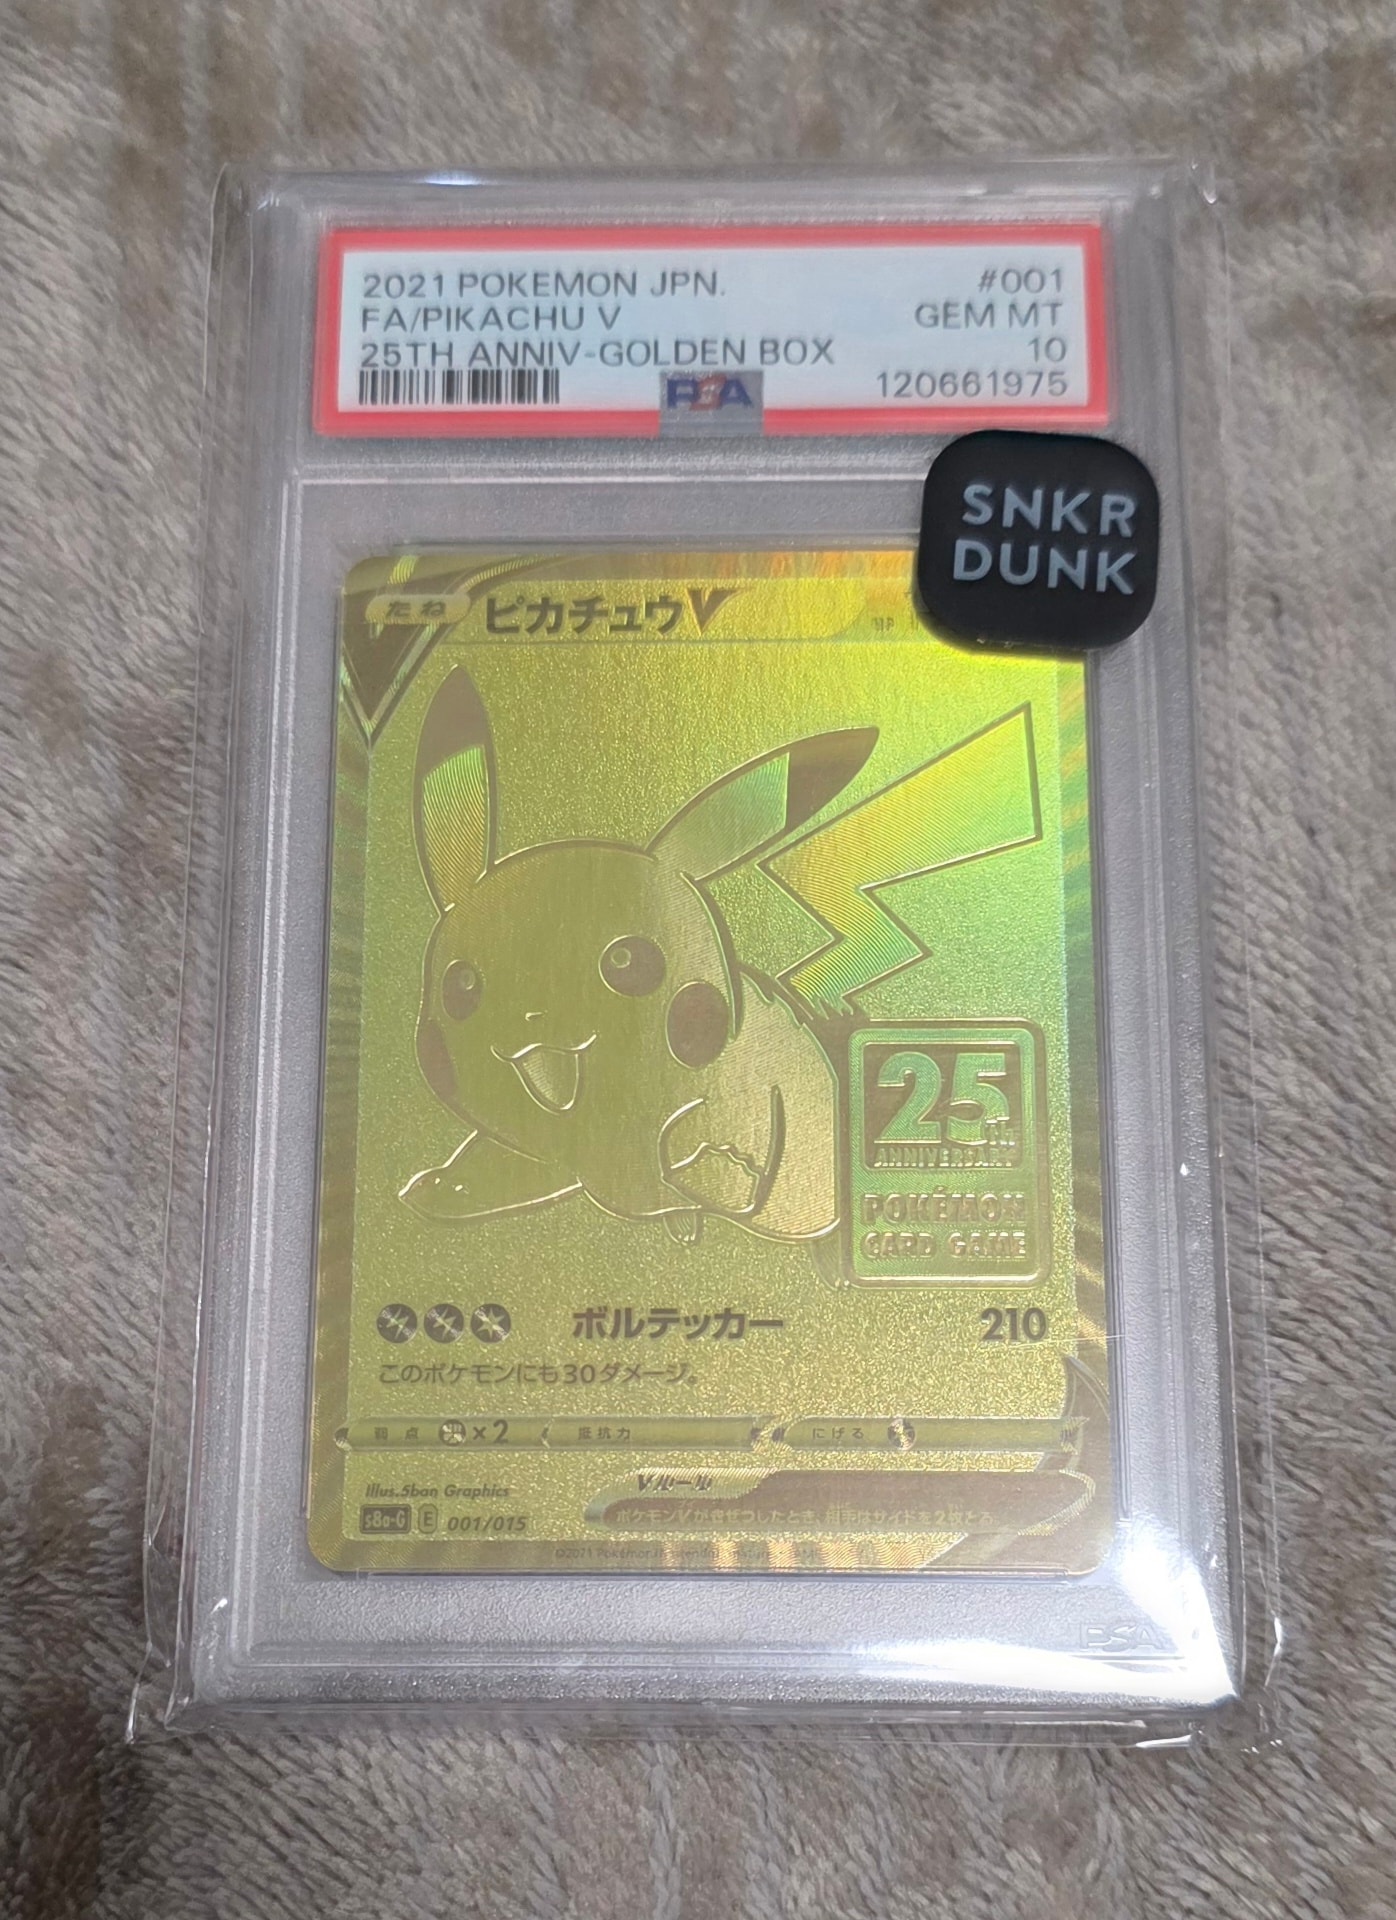 2021 POKEMON JPN. #001
FA/PIKACHU V GEM MT
25TH ANNIV-GOLDEN BOX 10
PSA 120661975
SNKR
DUNK
たね ピカチュウV
25TH
ANNIVERSARY
POKÉMON
CARD GAME
ボルテッカー 210
このポケモンにも30ダメージ。
弱点 ×2 抵抗力 にげる
Illus.5ban Graphics
Vルール
s8a-G E 001/015
ポケモンVがきぜつしたとき、相手はサイドを2枚とる。
PSA